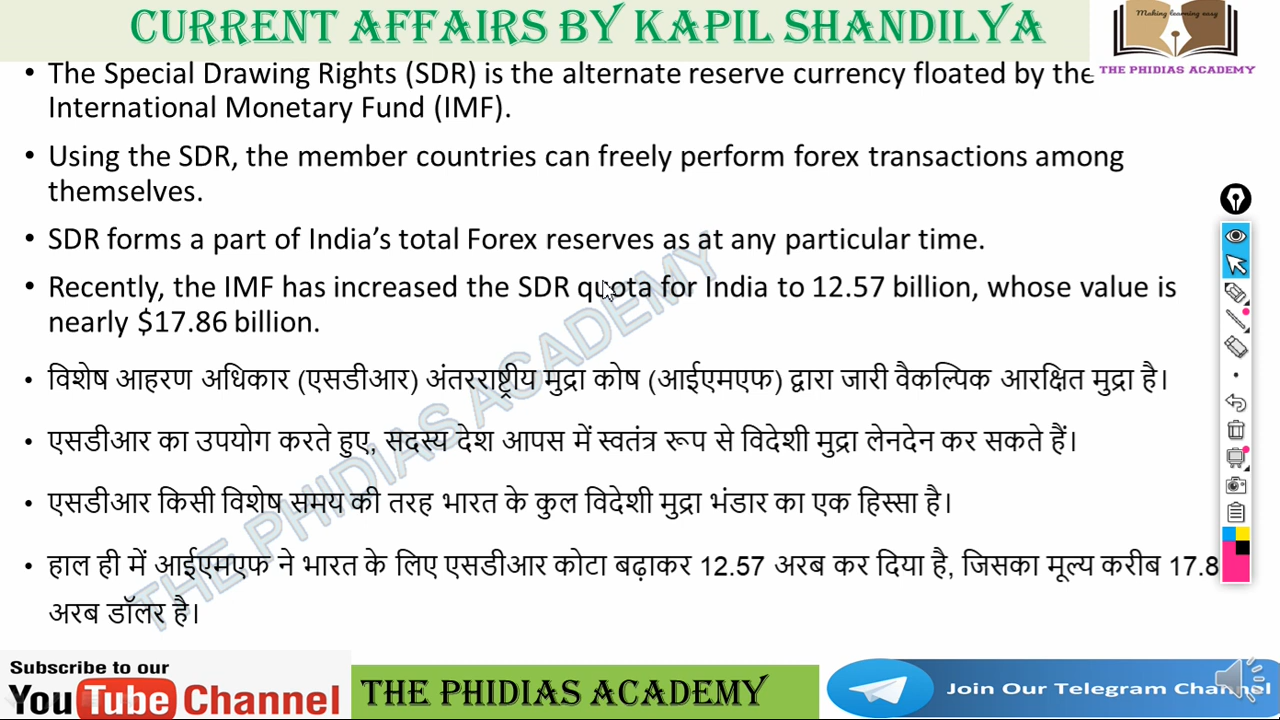 CURRENT AFFAIRS BY KAPIL SHANDILYA
Making learning easy
THE PHIDIAS ACADEMY
• The Special Drawing Rights (SDR) is the alternate reserve currency floated by the
International Monetary Fund (IMF).
• Using the SDR, the member countries can freely perform forex transactions among
themselves.
• SDR forms a part of India’s total Forex reserves as at any particular time.
• Recently, the IMF has increased the SDR quota for India to 12.57 billion, whose value is
nearly $17.86 billion.
• विशेष आहरण अधिकार (एसडीआर) अंतरराष्ट्रीय मुद्रा कोष (आईएमएफ) द्वारा जारी वैकल्पिक आरक्षित मुद्रा है।
• एसडीआर का उपयोग करते हुए, सदस्य देश आपस में स्वतंत्र रूप से विदेशी मुद्रा लेनदेन कर सकते हैं।
• एसडीआर किसी विशेष समय की तरह भारत के कुल विदेशी मुद्रा भंडार का एक हिस्सा है।
• हाल ही में आईएमएफ ने भारत के लिए एसडीआर कोटा बढ़ाकर 12.57 अरब कर दिया है, जिसका मूल्य करीब 17.8
अरब डॉलर है।
THE PHIDIAS ACADEMY
Subscribe to our
YouTube Channel
THE PHIDIAS ACADEMY
Join Our Telegram Channel